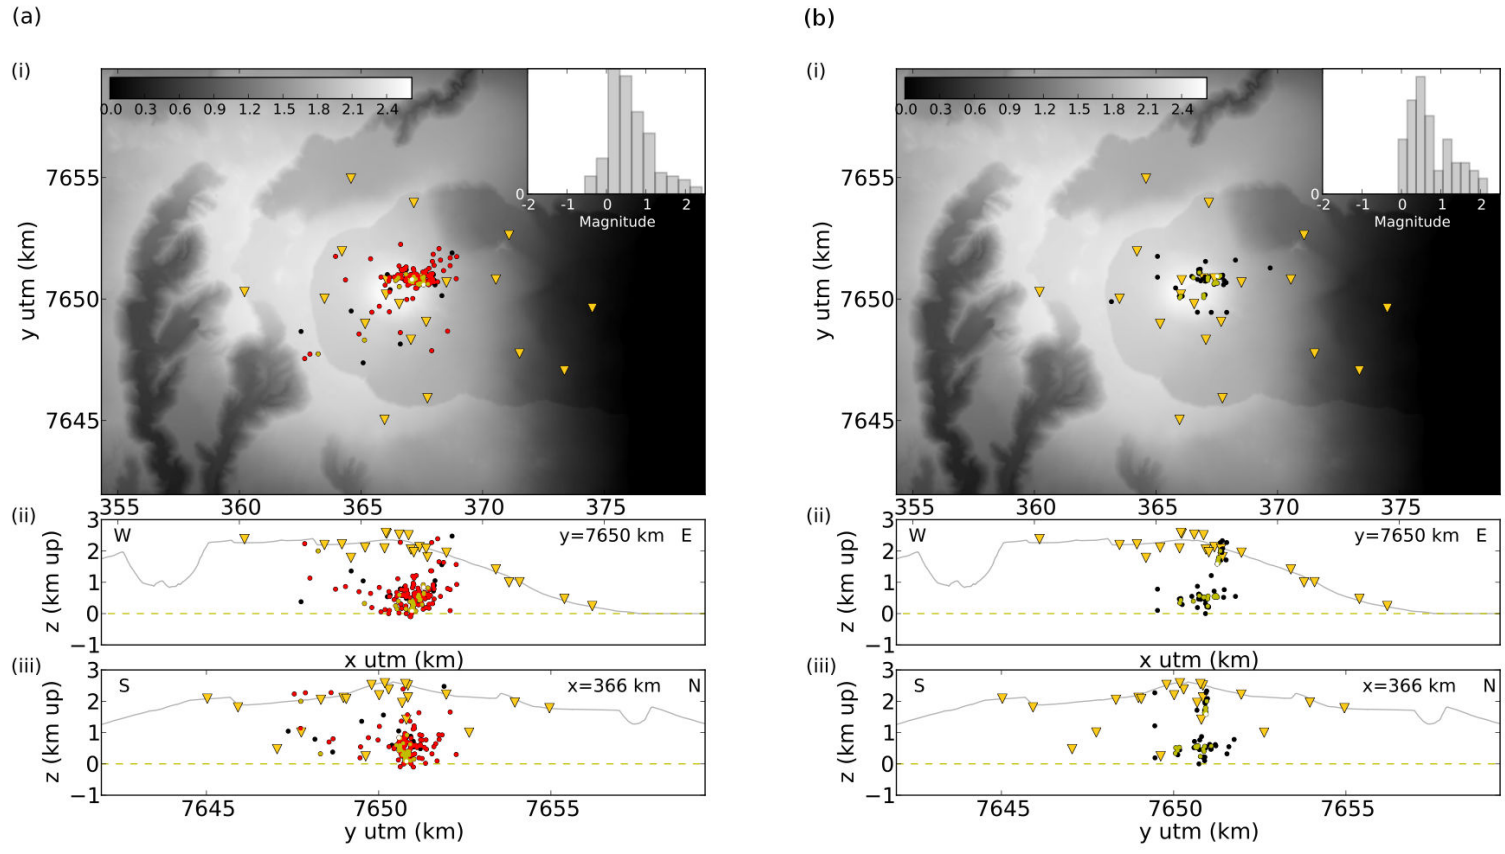 (a)
(i)
0.0 0.3 0.6 0.9 1.2 1.5 1.8 2.1 2.4
0
-2 -1 0 1 2
Magnitude
7655
7650
7645
y utm (km)
355 360 365 370 375
(ii)
W
y=7650 km E
3
2
1
0
−1
z (km up)
x utm (km)
(iii)
S
x=366 km N
3
2
1
0
−1
z (km up)
7645 7650 7655
y utm (km)
(b)
(i)
0.0 0.3 0.6 0.9 1.2 1.5 1.8 2.1 2.4
0
-2 -1 0 1 2
Magnitude
7655
7650
7645
y utm (km)
355 360 365 370 375
(ii)
W
y=7650 km E
3
2
1
0
−1
z (km up)
x utm (km)
(iii)
S
x=366 km N
3
2
1
0
−1
z (km up)
7645 7650 7655
y utm (km)